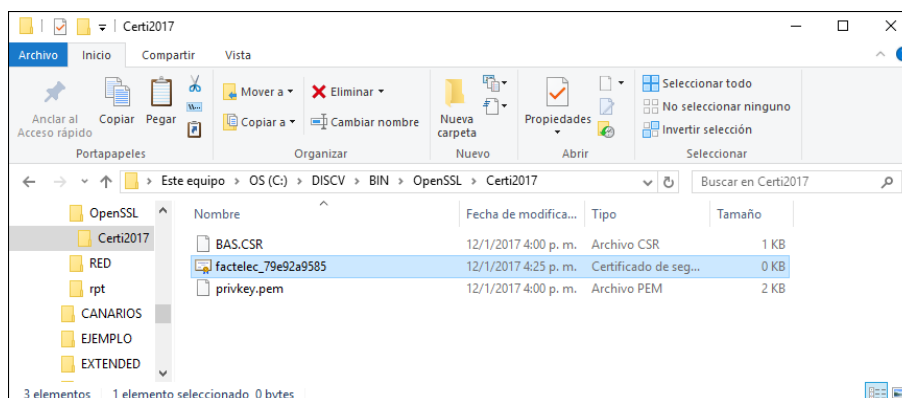 Certi2017
Archivo Inicio Compartir Vista
Anclar al Acceso rápido
Copiar
Pegar
Mover a
Copiar a
Eliminar
Cambiar nombre
Nueva carpeta
Propiedades
Seleccionar todo
No seleccionar ninguno
Invertir selección
Portapapeles Organizar Nuevo Abrir Seleccionar
Este equipo > OS (C:) > DISCV > BIN > OpenSSL > Certi2017
Buscar en Certi2017
OpenSSL
Certi2017
RED
rpt
CANARIOS
EJEMPLO
EXTENDED
Nombre Fecha de modifica... Tipo Tamaño
BAS.CSR 12/1/2017 4:00 p. m. Archivo CSR 1 KB
factelec_79e92a9585 12/1/2017 4:25 p. m. Certificado de seg... 0 KB
privkey.pem 12/1/2017 4:00 p. m. Archivo PEM 2 KB
3 elementos 1 elemento seleccionado 0 bytes